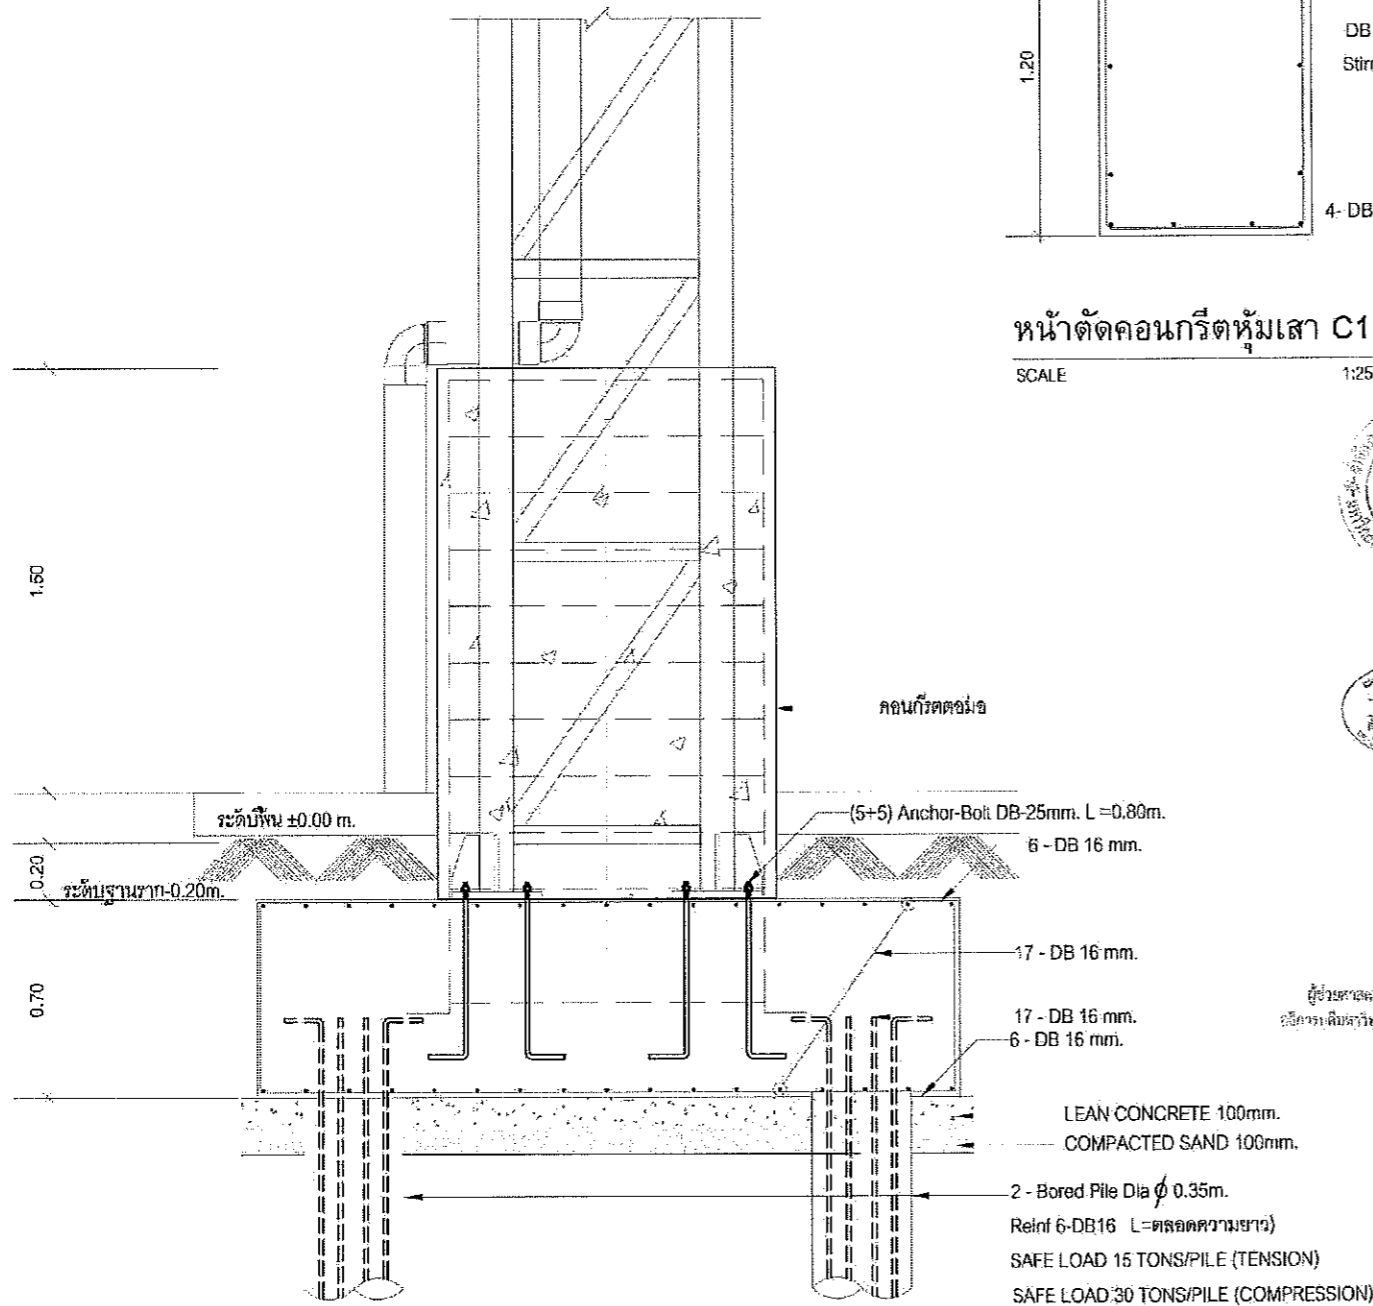 DB
1.20
4- DB
หน้าตัดคอนกรีตหุ้มเสา C1
SCALE 1:25
1.50
คอนกรีตตอม่อ
(5+5) Anchor-Bolt DB-25mm. L =0.80m.
6 - DB 16 mm.
ระดับพื้น ±0.00 m.
0.20
ระดับฐานราก-0.20m.
17 - DB 16 mm.
0.70
17 - DB 16 mm.
6 - DB 16 mm.
LEAN CONCRETE 100mm.
COMPACTED SAND 100mm.
2 - Bored Pile Dia ϕ 0.35m.
Reinf 6-DB16 L=ตลอดความยาว)
SAFE LOAD 15 TONS/PILE (TENSION)
SAFE LOAD 30 TONS/PILE (COMPRESSION)